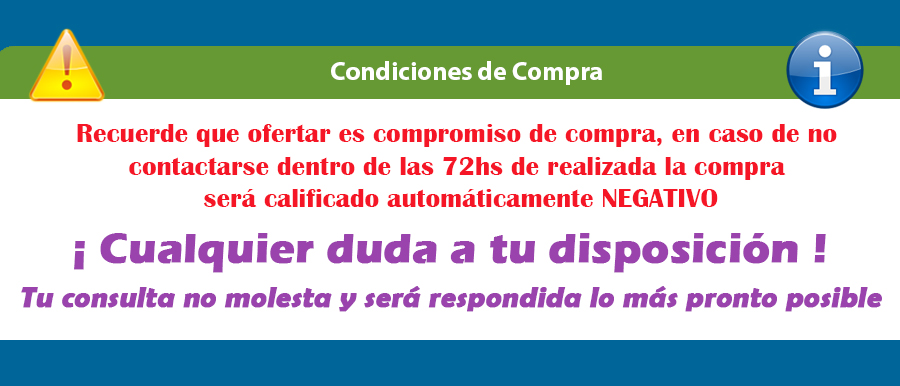 Condiciones de Compra
Recuerde que ofertar es compromiso de compra, en caso de no
contactarse dentro de las 72hs de realizada la compra
será calificado automáticamente NEGATIVO
¡ Cualquier duda a tu disposición !
Tu consulta no molesta y será respondida lo más pronto posible